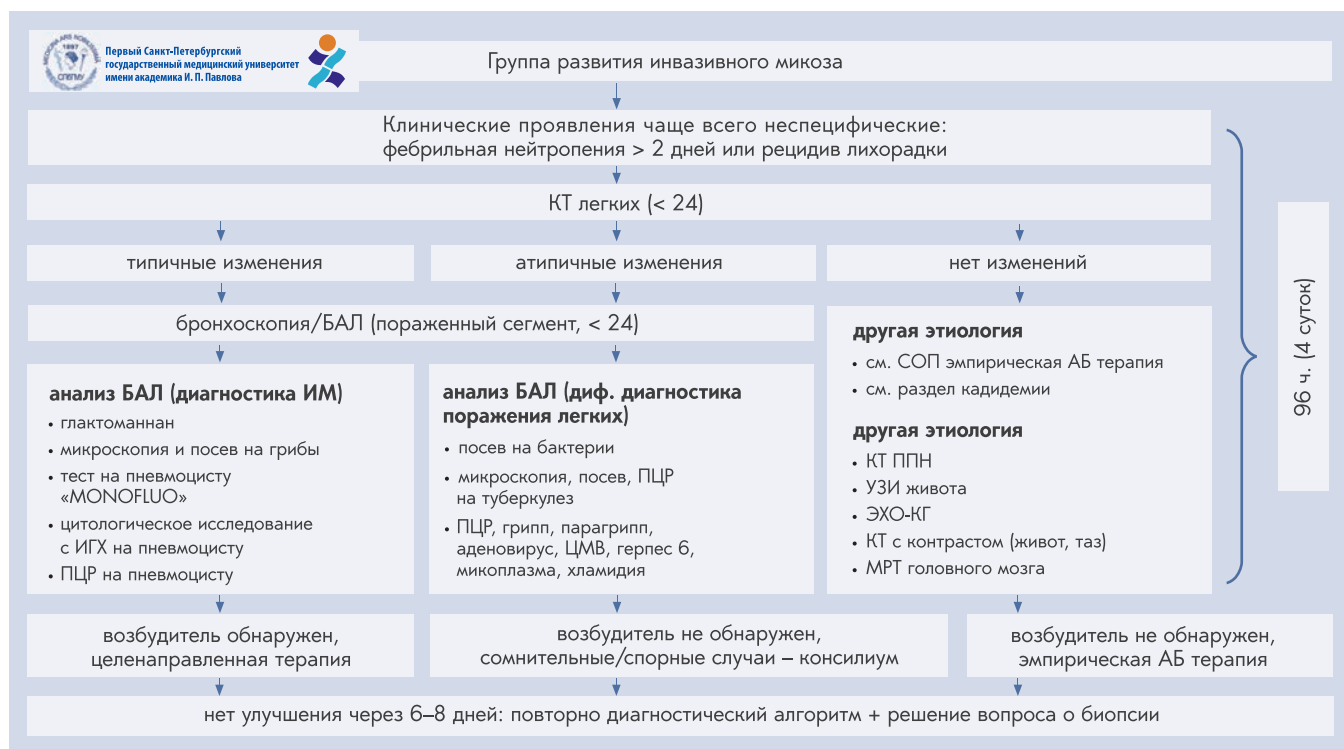 1897
Первый Санкт-Петербургский
государственный медицинский университет
имени академика И. П. Павлова
Группа развития инвазивного микоза
Клинические проявления чаще всего неспецифические:
фебрильная нейтропения > 2 дней или рецидив лихорадки
КТ легких (< 24)
типичные изменения
атипичные изменения
нет изменений
бронхоскопия/БАЛ (пораженный сегмент, < 24)
анализ БАЛ (диагностика ИМ)
• глактоманнан
• микроскопия и посев на грибы
• тест на пневмоцисту
«MONOFLUO»
• цитологическое исследование
с ИГХ на пневмоцисту
• ПЦР на пневмоцисту
анализ БАЛ (диф. диагностика
поражения легких)
• посев на бактерии
• микроскопия, посев, ПЦР
на туберкулез
• ПЦР, грипп, парагрипп,
аденовирус, ЦМВ, герпес 6,
микоплазма, хламидия
другая этиология
• см. СОП эмпирическая АБ терапия
• см. раздел кадидемии
другая этиология
• КТ ППН
• УЗИ живота
• ЭХО-КГ
• КТ с контрастом (живот, таз)
• МРТ головного мозга
96 ч. (4 суток)
возбудитель обнаружен,
целенаправленная терапия
возбудитель не обнаружен,
сомнительные/спорные случаи – консилиум
возбудитель не обнаружен,
эмпирическая АБ терапия
нет улучшения через 6–8 дней: повторно диагностический алгоритм + решение вопроса о биопсии